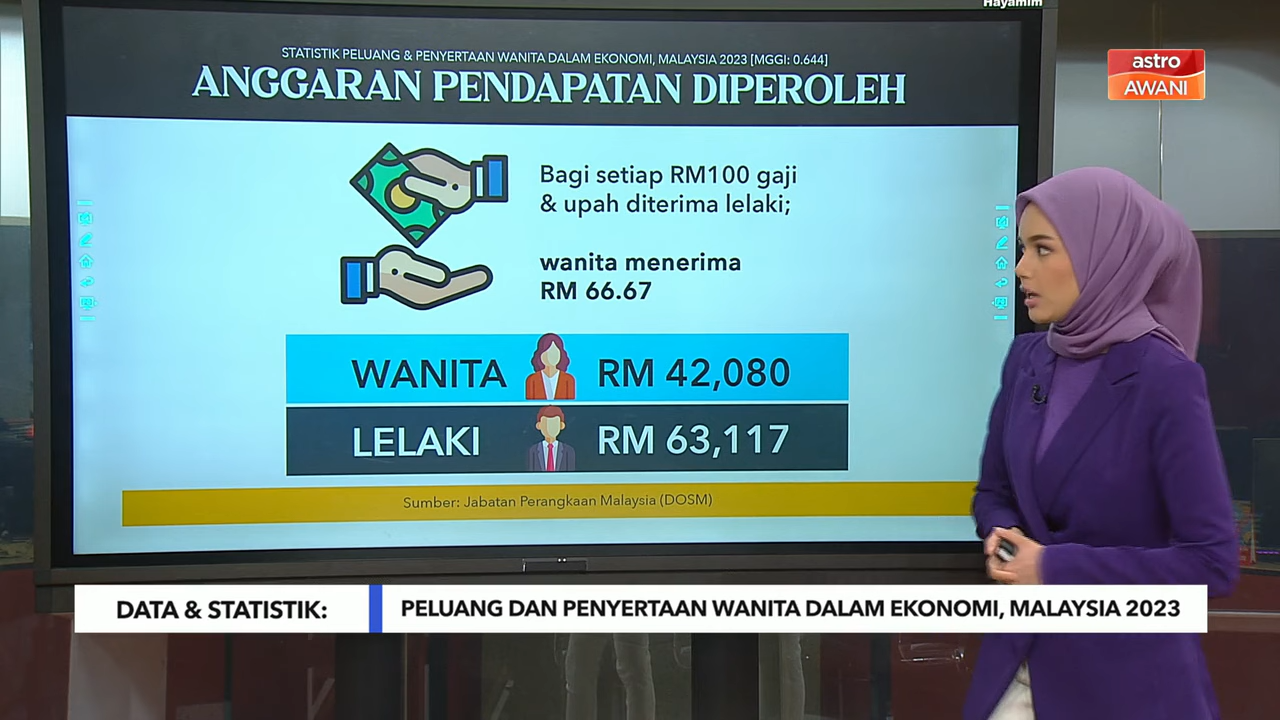 Hayamim
STATISTIK PELUANG & PENYERTAAN WANITA DALAM EKONOMI, MALAYSIA 2023 [MGGI: 0.644]
ANGGARAN PENDAPATAN DIPEROLEH
astro
AWANI
Bagi setiap RM100 gaji
& upah diterima lelaki;
wanita menerima
RM 66.67
WANITA RM 42,080
LELAKI RM 63,117
Sumber: Jabatan Perangkaan Malaysia (DOSM)
DATA & STATISTIK:
PELUANG DAN PENYERTAAN WANITA DALAM EKONOMI, MALAYSIA 2023